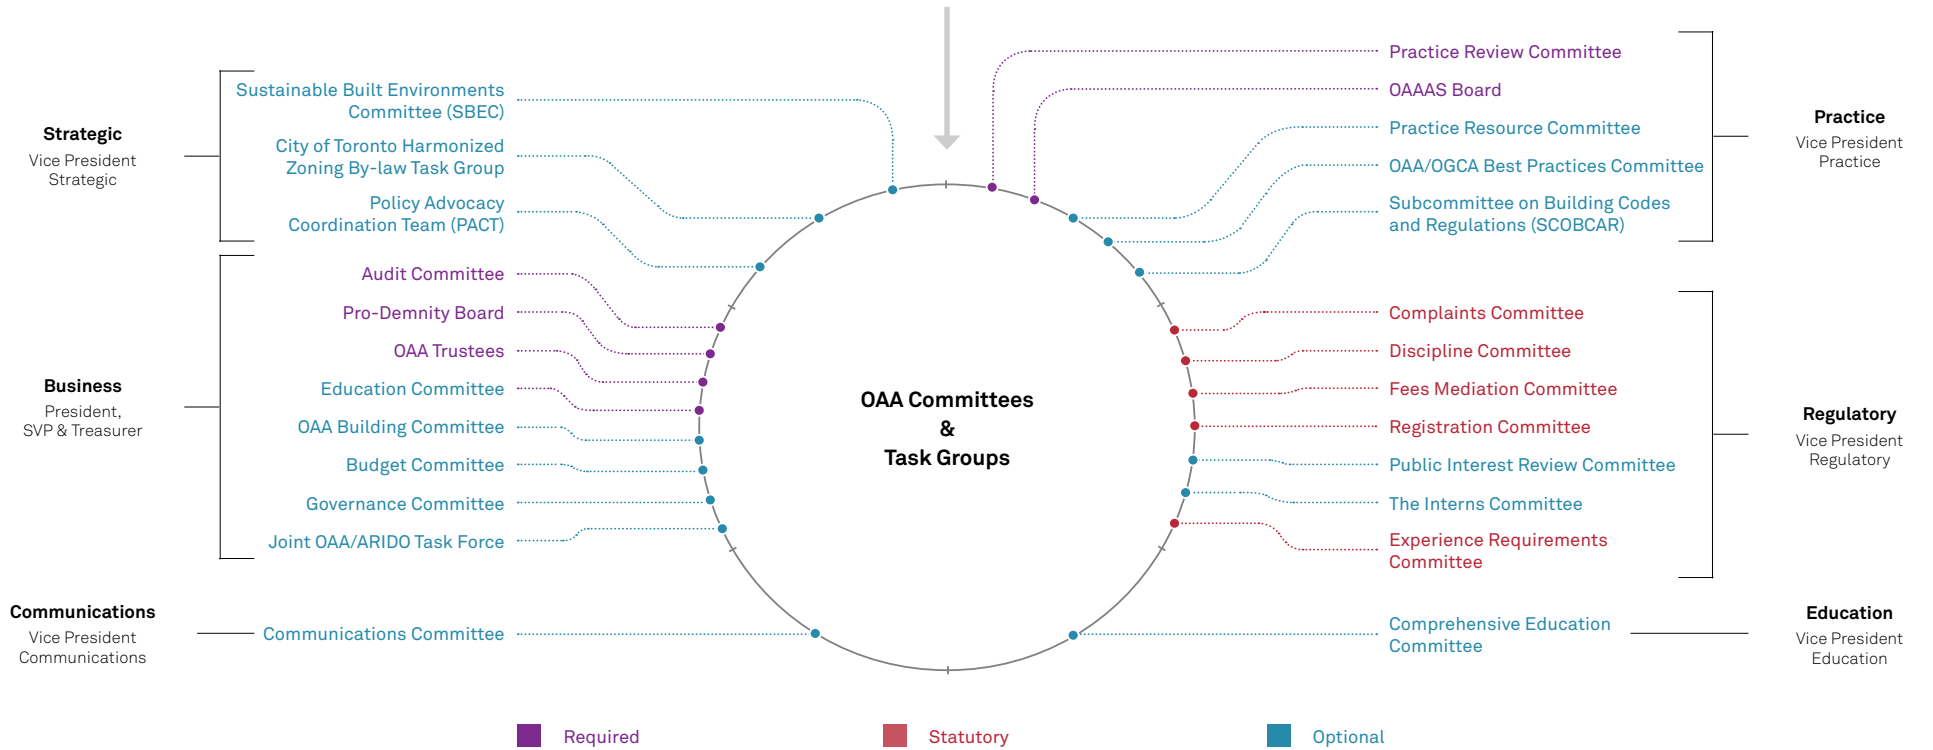 Strategic
Vice President
Strategic
Sustainable Built Environments
Committee (SBEC)
City of Toronto Harmonized
Zoning By-law Task Group
Policy Advocacy
Coordination Team (PACT)
Business
President,
SVP & Treasurer
Audit Committee
Pro-Demnity Board
OAA Trustees
Education Committee
OAA Building Committee
Budget Committee
Governance Committee
Joint OAA/ARIDO Task Force
Communications
Vice President
Communications
Communications Committee
OAA Committees
&
Task Groups
Practice Review Committee
OAAAS Board
Practice Resource Committee
OAA/OGCA Best Practices Committee
Subcommittee on Building Codes
and Regulations (SCOBCAR)
Practice
Vice President
Practice
Complaints Committee
Discipline Committee
Fees Mediation Committee
Registration Committee
Public Interest Review Committee
The Interns Committee
Experience Requirements
Committee
Regulatory
Vice President
Regulatory
Comprehensive Education
Committee
Education
Vice President
Education
Required
Statutory
Optional